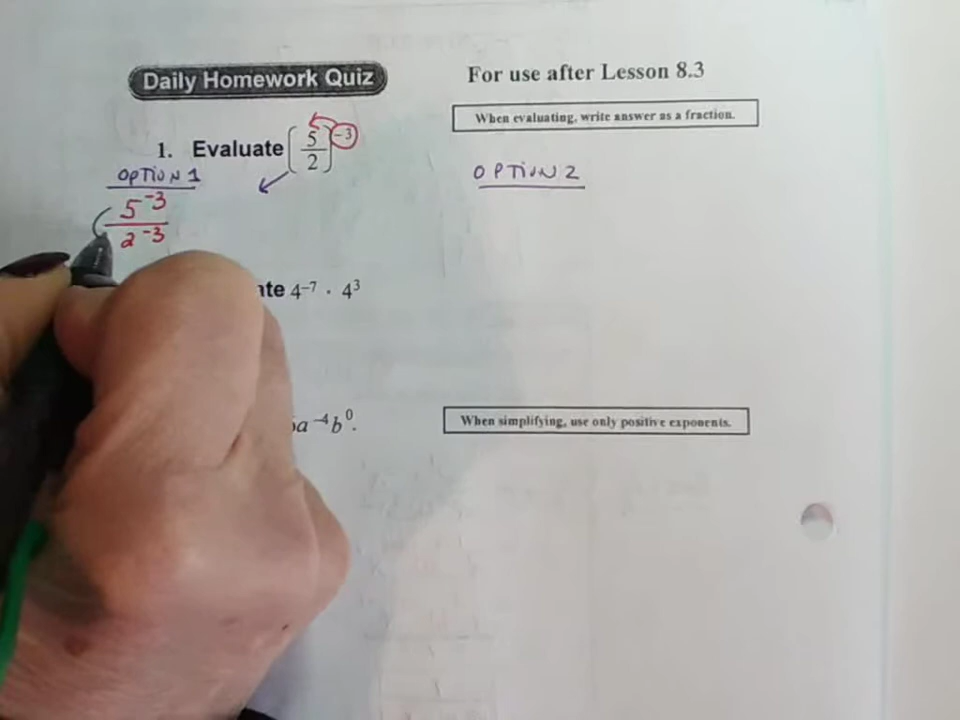 Daily Homework Quiz
For use after Lesson 8.3
When evaluating, write answer as a fraction.
1. Evaluate (5/2)^-3
OPTION 1
OPTION 2
5^-3
2^-3
4^-7 · 4^3
a^-4 b^0.
When simplifying, use only positive exponents.